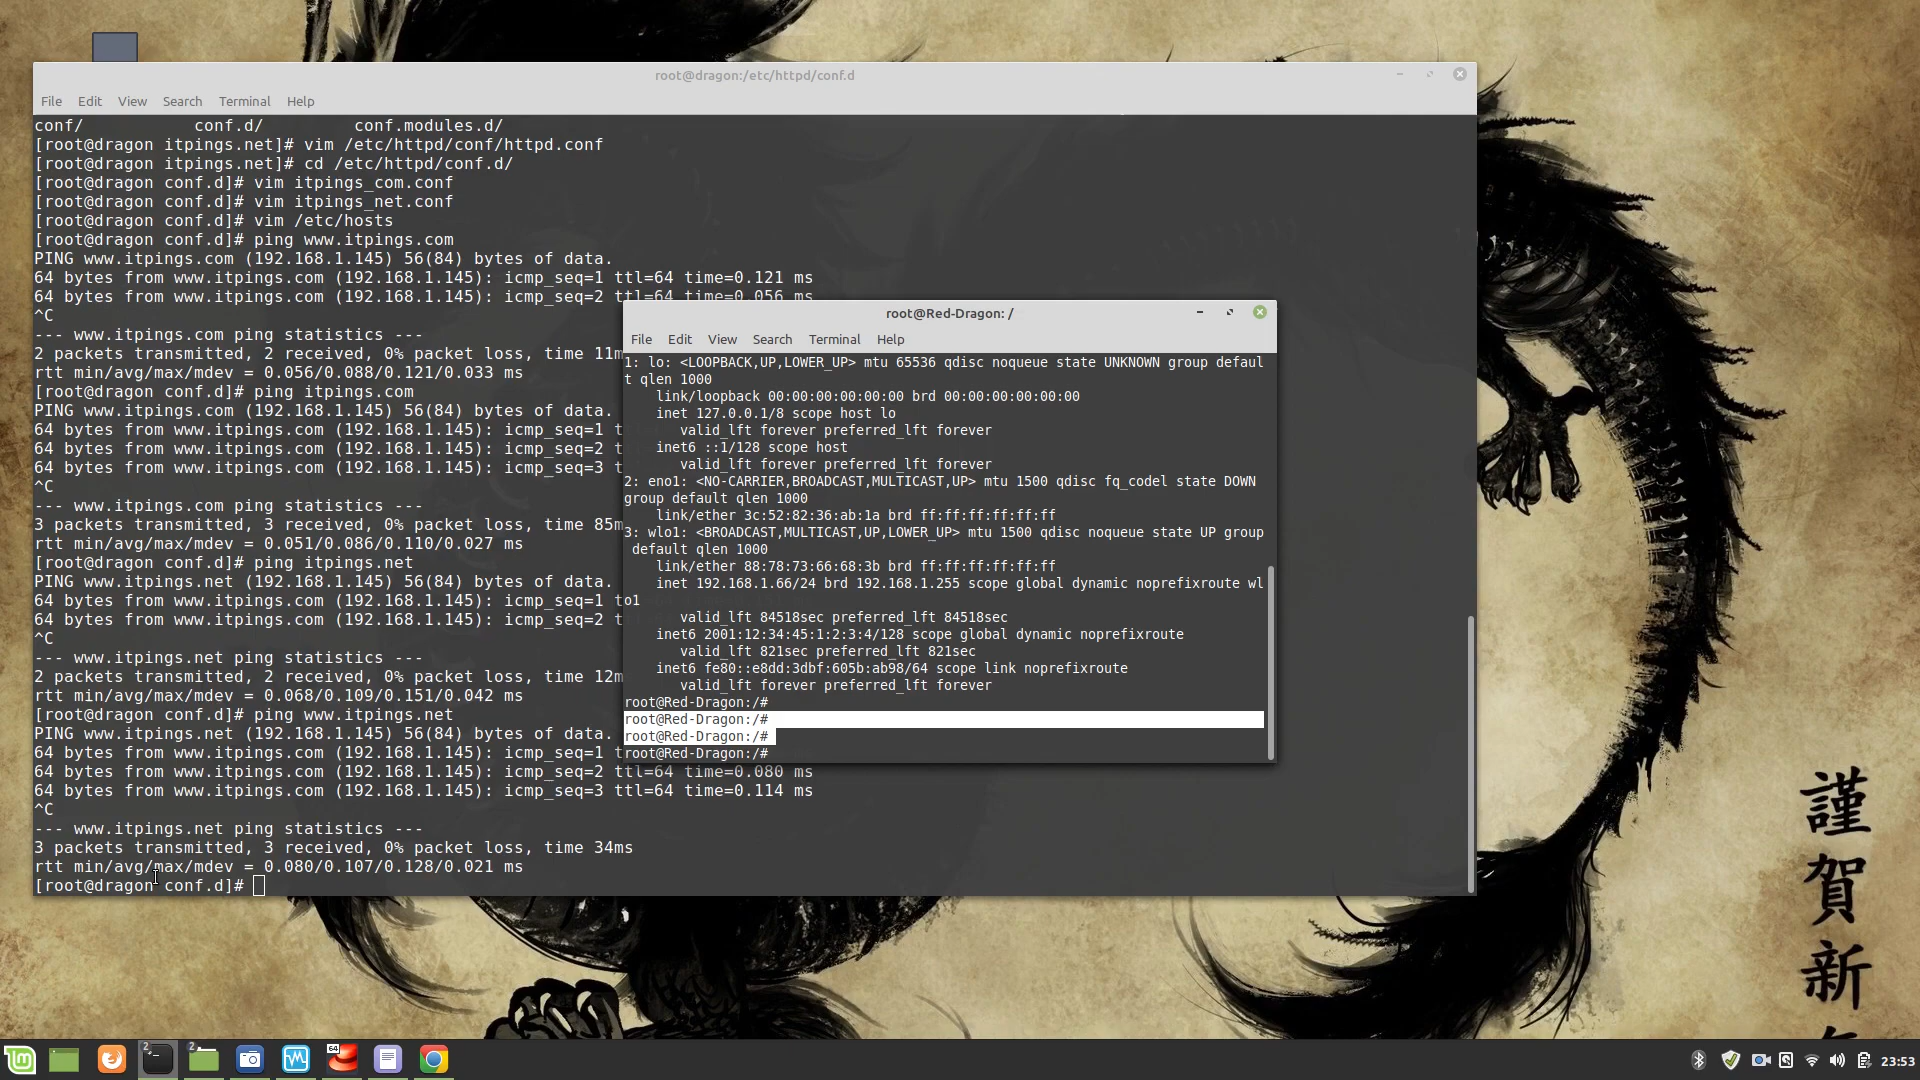 root@dragon:/etc/httpd/conf.d
File Edit View Search Terminal Help
conf/ conf.d/ conf.modules.d/
[root@dragon itpings.net]# vim /etc/httpd/conf/httpd.conf
[root@dragon itpings.net]# cd /etc/httpd/conf.d/
[root@dragon conf.d]# vim itpings_com.conf
[root@dragon conf.d]# vim itpings_net.conf
[root@dragon conf.d]# vim /etc/hosts
[root@dragon conf.d]# ping www.itpings.com
PING www.itpings.com (192.168.1.145) 56(84) bytes of data.
64 bytes from www.itpings.com (192.168.1.145): icmp_seq=1 ttl=64 time=0.121 ms
64 bytes from www.itpings.com (192.168.1.145): icmp_seq=2 ttl=64 time=0.056 ms
^C
--- www.itpings.com ping statistics ---
2 packets transmitted, 2 received, 0% packet loss, time 11m
rtt min/avg/max/mdev = 0.056/0.088/0.121/0.033 ms
[root@dragon conf.d]# ping itpings.com
PING www.itpings.com (192.168.1.145) 56(84) bytes of data.
64 bytes from www.itpings.com (192.168.1.145): icmp_seq=1 t
64 bytes from www.itpings.com (192.168.1.145): icmp_seq=2 t
64 bytes from www.itpings.com (192.168.1.145): icmp_seq=3 t
^C
--- www.itpings.com ping statistics ---
3 packets transmitted, 3 received, 0% packet loss, time 85m
rtt min/avg/max/mdev = 0.051/0.086/0.110/0.027 ms
[root@dragon conf.d]# ping itpings.net
PING www.itpings.net (192.168.1.145) 56(84) bytes of data.
64 bytes from www.itpings.com (192.168.1.145): icmp_seq=1 t
64 bytes from www.itpings.com (192.168.1.145): icmp_seq=2 t
^C
--- www.itpings.net ping statistics ---
2 packets transmitted, 2 received, 0% packet loss, time 12m
rtt min/avg/max/mdev = 0.068/0.109/0.151/0.042 ms
[root@dragon conf.d]# ping www.itpings.net
PING www.itpings.net (192.168.1.145) 56(84) bytes of data.
64 bytes from www.itpings.com (192.168.1.145): icmp_seq=1 t
64 bytes from www.itpings.com (192.168.1.145): icmp_seq=2 ttl=64 time=0.080 ms
64 bytes from www.itpings.com (192.168.1.145): icmp_seq=3 ttl=64 time=0.114 ms
^C
--- www.itpings.net ping statistics ---
3 packets transmitted, 3 received, 0% packet loss, time 34ms
rtt min/avg/max/mdev = 0.080/0.107/0.128/0.021 ms
[root@dragon conf.d]#
root@Red-Dragon: /
File Edit View Search Terminal Help
1: lo: <LOOPBACK,UP,LOWER_UP> mtu 65536 qdisc noqueue state UNKNOWN group defaul
t qlen 1000
link/loopback 00:00:00:00:00:00 brd 00:00:00:00:00:00
inet 127.0.0.1/8 scope host lo
valid_lft forever preferred_lft forever
inet6 ::1/128 scope host
valid_lft forever preferred_lft forever
2: eno1: <NO-CARRIER,BROADCAST,MULTICAST,UP> mtu 1500 qdisc fq_codel state DOWN
group default qlen 1000
link/ether 3c:52:82:36:ab:1a brd ff:ff:ff:ff:ff:ff
3: wlo1: <BROADCAST,MULTICAST,UP,LOWER_UP> mtu 1500 qdisc noqueue state UP group
default qlen 1000
link/ether 88:78:73:66:68:3b brd ff:ff:ff:ff:ff:ff
inet 192.168.1.66/24 brd 192.168.1.255 scope global dynamic noprefixroute wl
o1
valid_lft 84518sec preferred_lft 84518sec
inet6 2001:12:34:45:1:2:3:4/128 scope global dynamic noprefixroute
valid_lft 821sec preferred_lft 821sec
inet6 fe80::e8dd:3dbf:605b:ab98/64 scope link noprefixroute
valid_lft forever preferred_lft forever
root@Red-Dragon:/#
root@Red-Dragon:/#
root@Red-Dragon:/#
root@Red-Dragon:/#
謹賀新
2
2
64
23:53